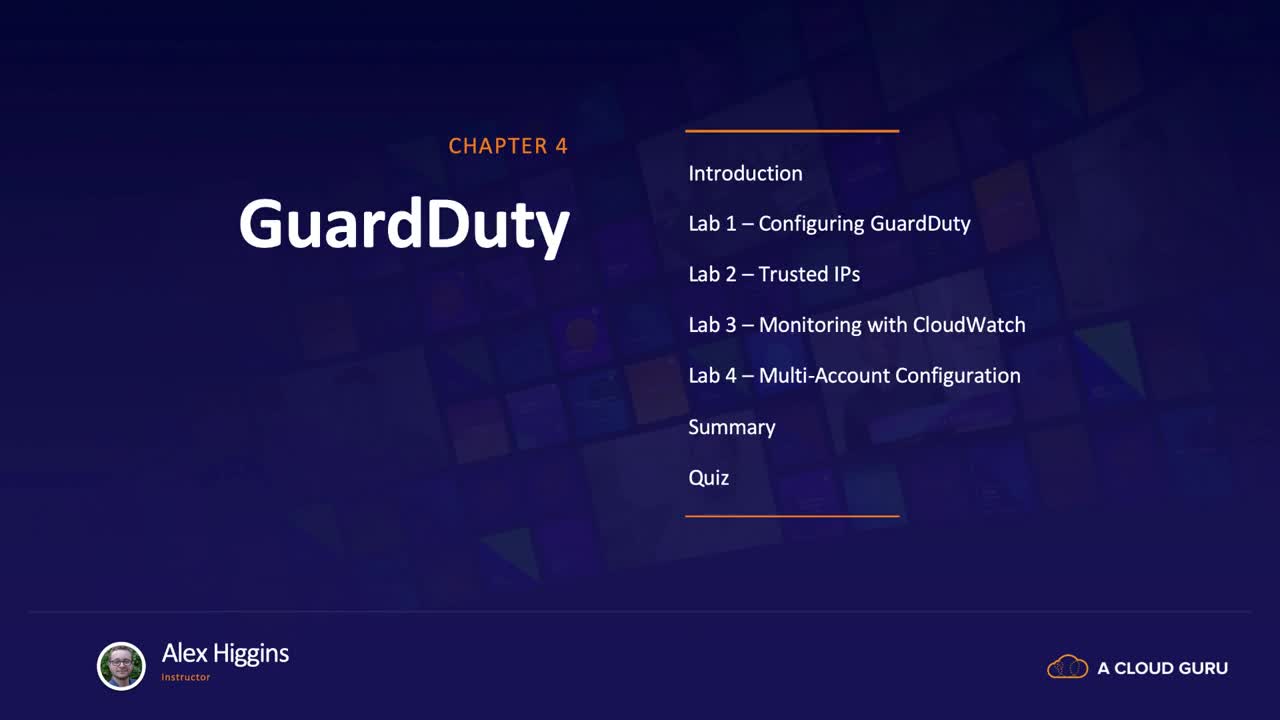 CHAPTER 4
GuardDuty
Introduction
Lab 1 – Configuring GuardDuty
Lab 2 – Trusted IPs
Lab 3 – Monitoring with CloudWatch
Lab 4 – Multi-Account Configuration
Summary
Quiz
Alex Higgins
Instructor
A CLOUD GURU